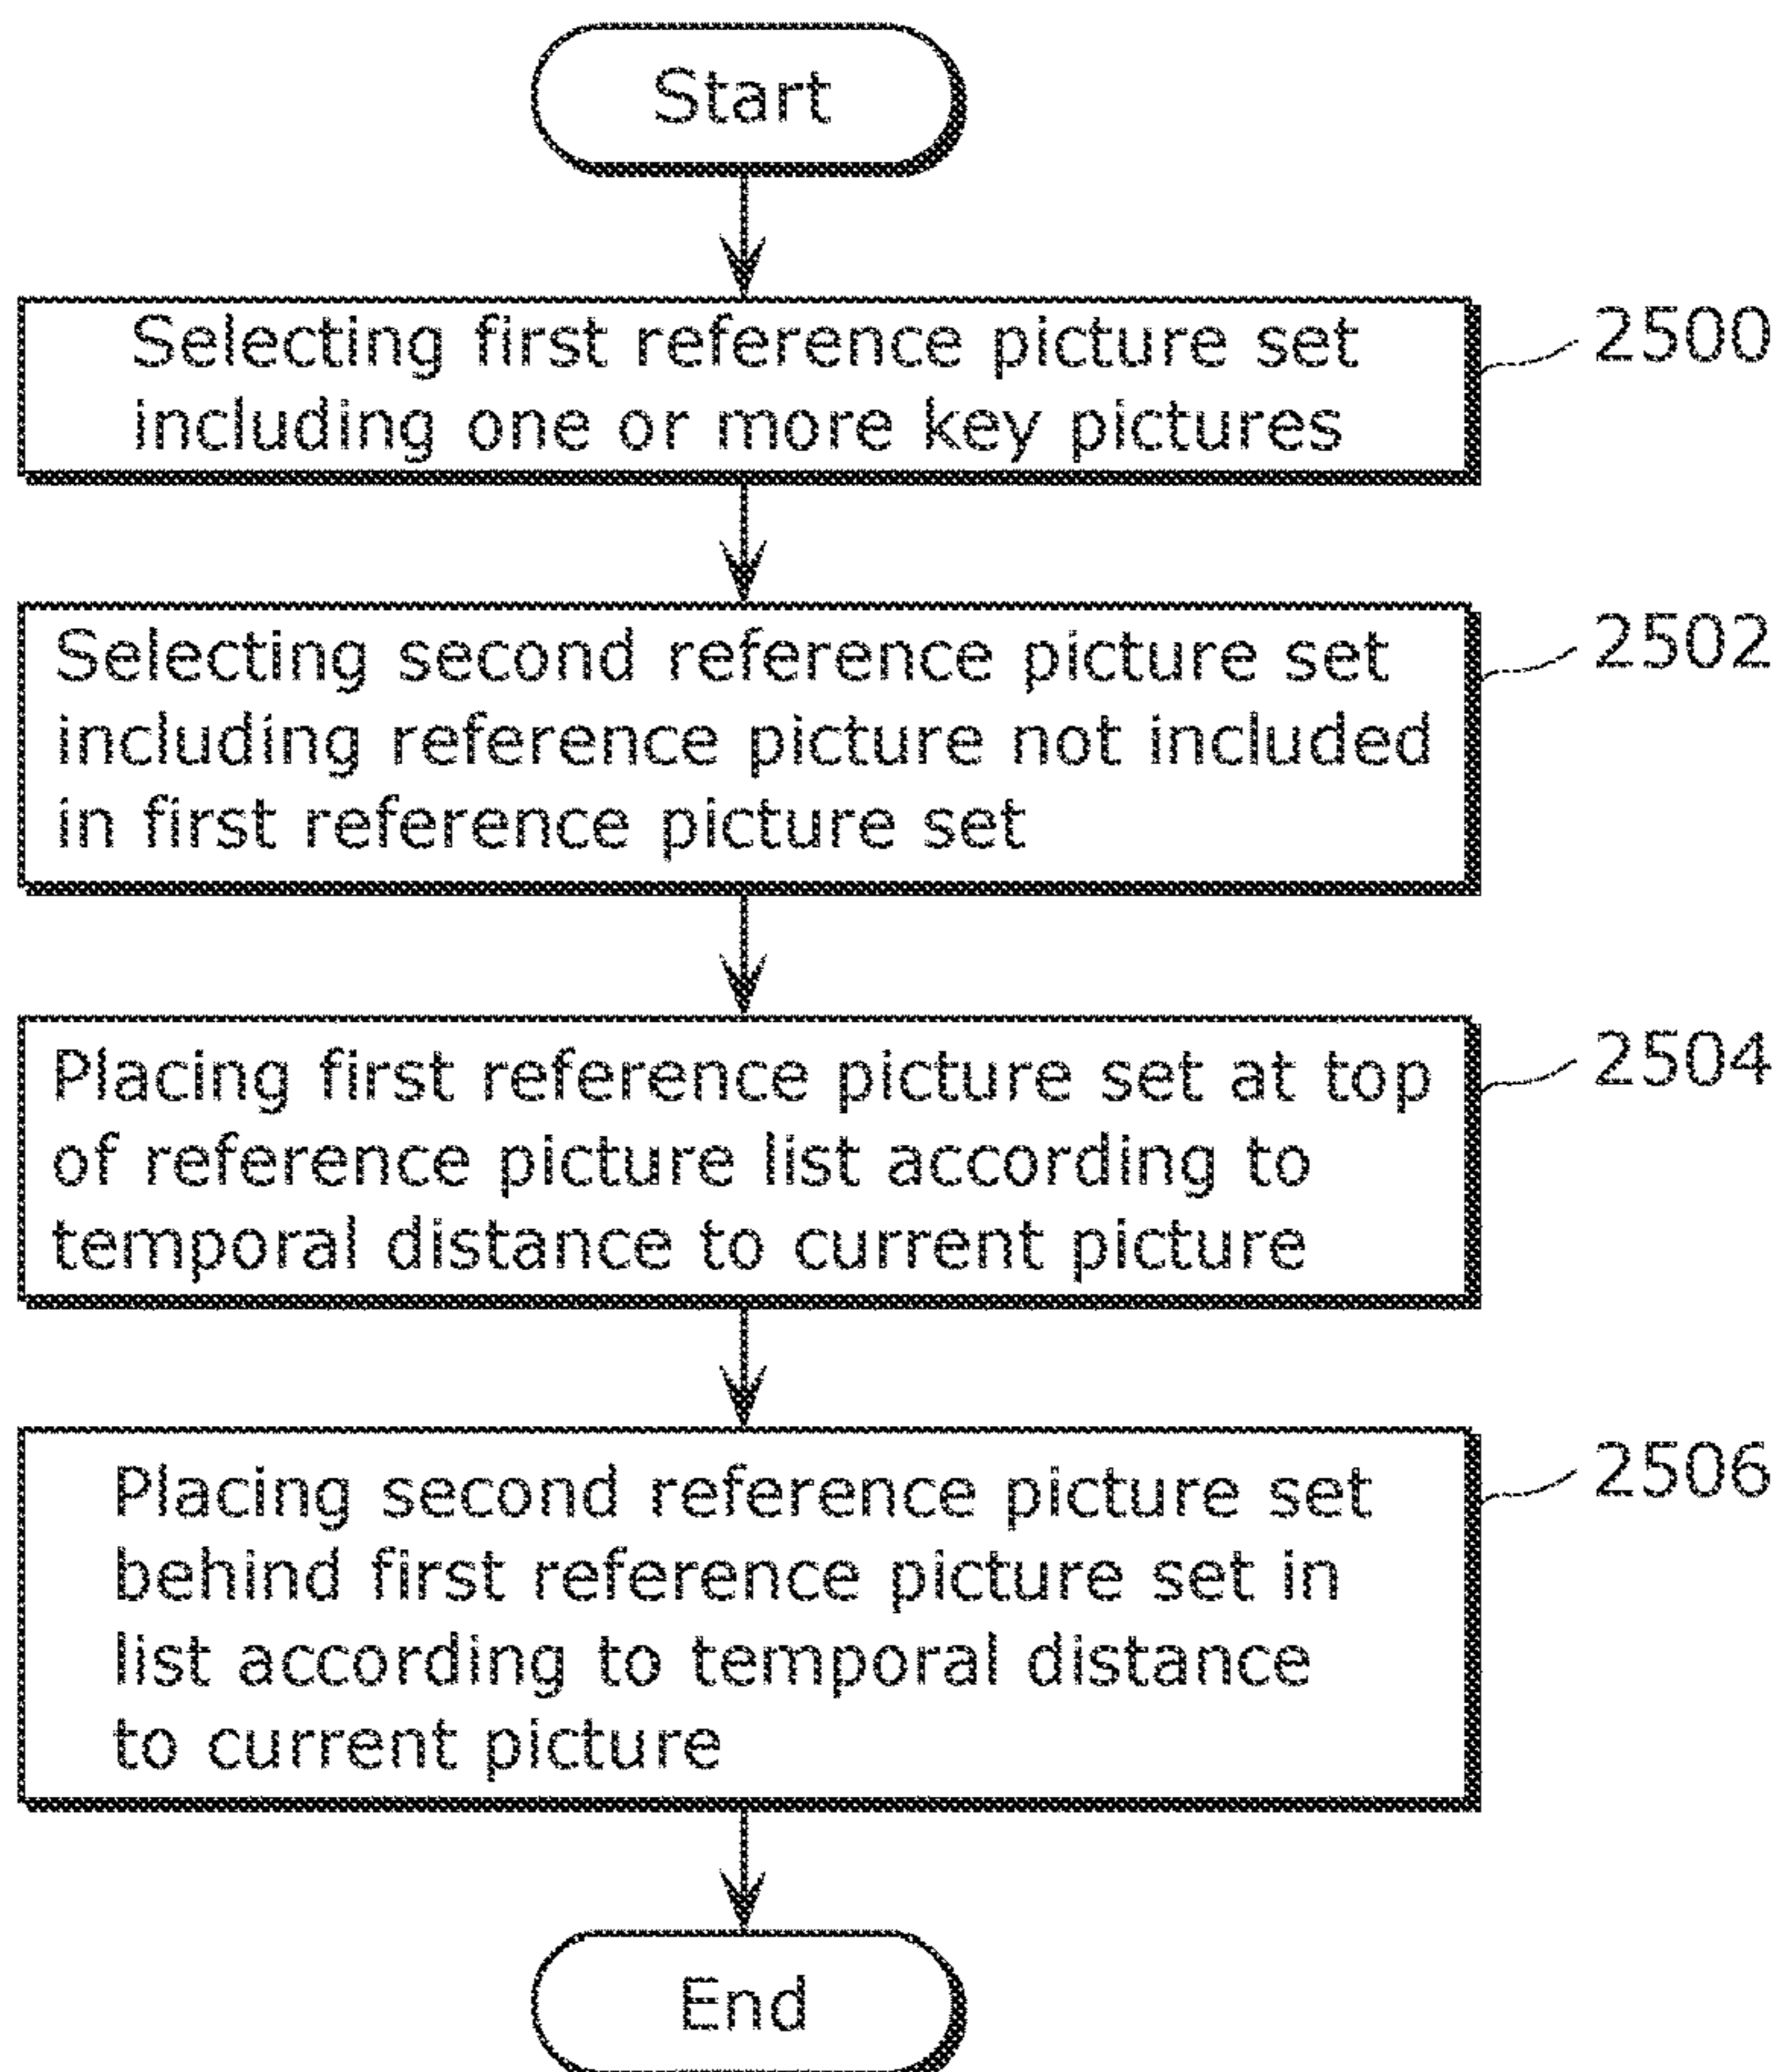 Start
Selecting first reference picture set
including one or more key pictures
2500
Selecting second reference picture set
including reference picture not included
in first reference picture set
2502
Placing first reference picture set at top
of reference picture list according to
temporal distance to current picture
2504
Placing second reference picture set
behind first reference picture set in
list according to temporal distance
to current picture
2506
End